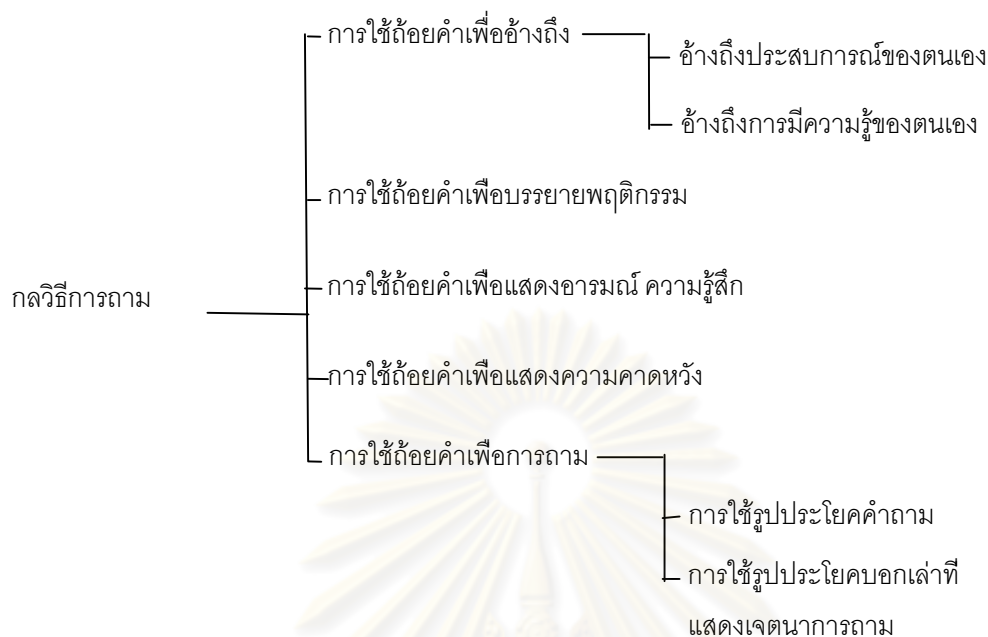 การใช้ถ้อยคำเพื่ออ้างถึง
อ้างถึงประสบการณ์ของตนเอง
อ้างถึงการมีความรู้ของตนเอง
การใช้ถ้อยคำเพื่อบรรยายพฤติกรรม
กลวิธีการถาม
การใช้ถ้อยคำเพื่อแสดงอารมณ์ ความรู้สึก
การใช้ถ้อยคำเพื่อแสดงความคาดหวัง
การใช้ถ้อยคำเพื่อการถาม
การใช้รูปประโยคคำถาม
การใช้รูปประโยคบอกเล่าที่
แสดงเจตนาการถาม